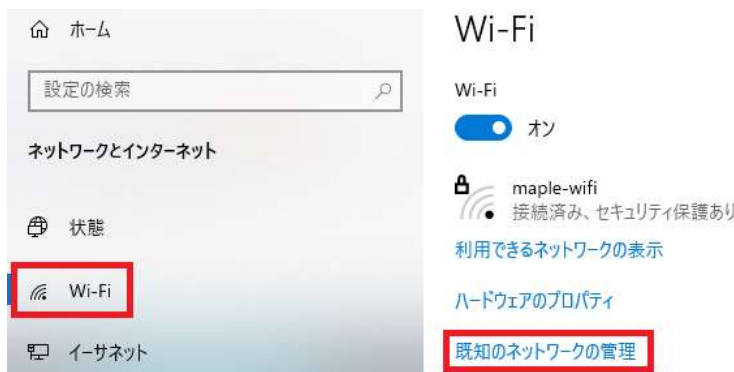 ホーム
設定の検索
ネットワークとインターネット
状態
Wi-Fi
イーサネット
Wi-Fi
Wi-Fi
オン
maple-wifi
接続済み、セキュリティ保護あり
利用できるネットワークの表示
ハードウェアのプロパティ
既知のネットワークの管理